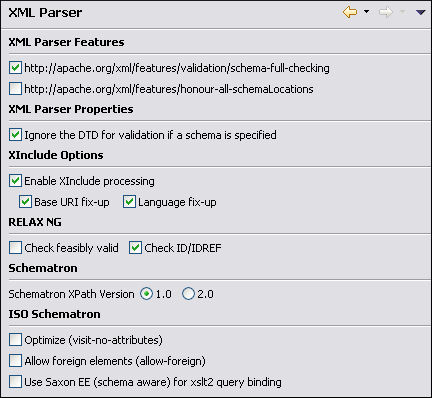 XML Parser
XML Parser Features
http://apache.org/xml/features/validation/schema-full-checking
http://apache.org/xml/features/honour-all-schemaLocations
XML Parser Properties
Ignore the DTD for validation if a schema is specified
XInclude Options
Enable XInclude processing
Base URI fix-up Language fix-up
RELAX NG
Check feasibly valid Check ID/IDREF
Schematron
Schematron XPath Version 1.0 2.0
ISO Schematron
Optimize (visit-no-attributes)
Allow foreign elements (allow-foreign)
Use Saxon EE (schema aware) for xslt2 query binding